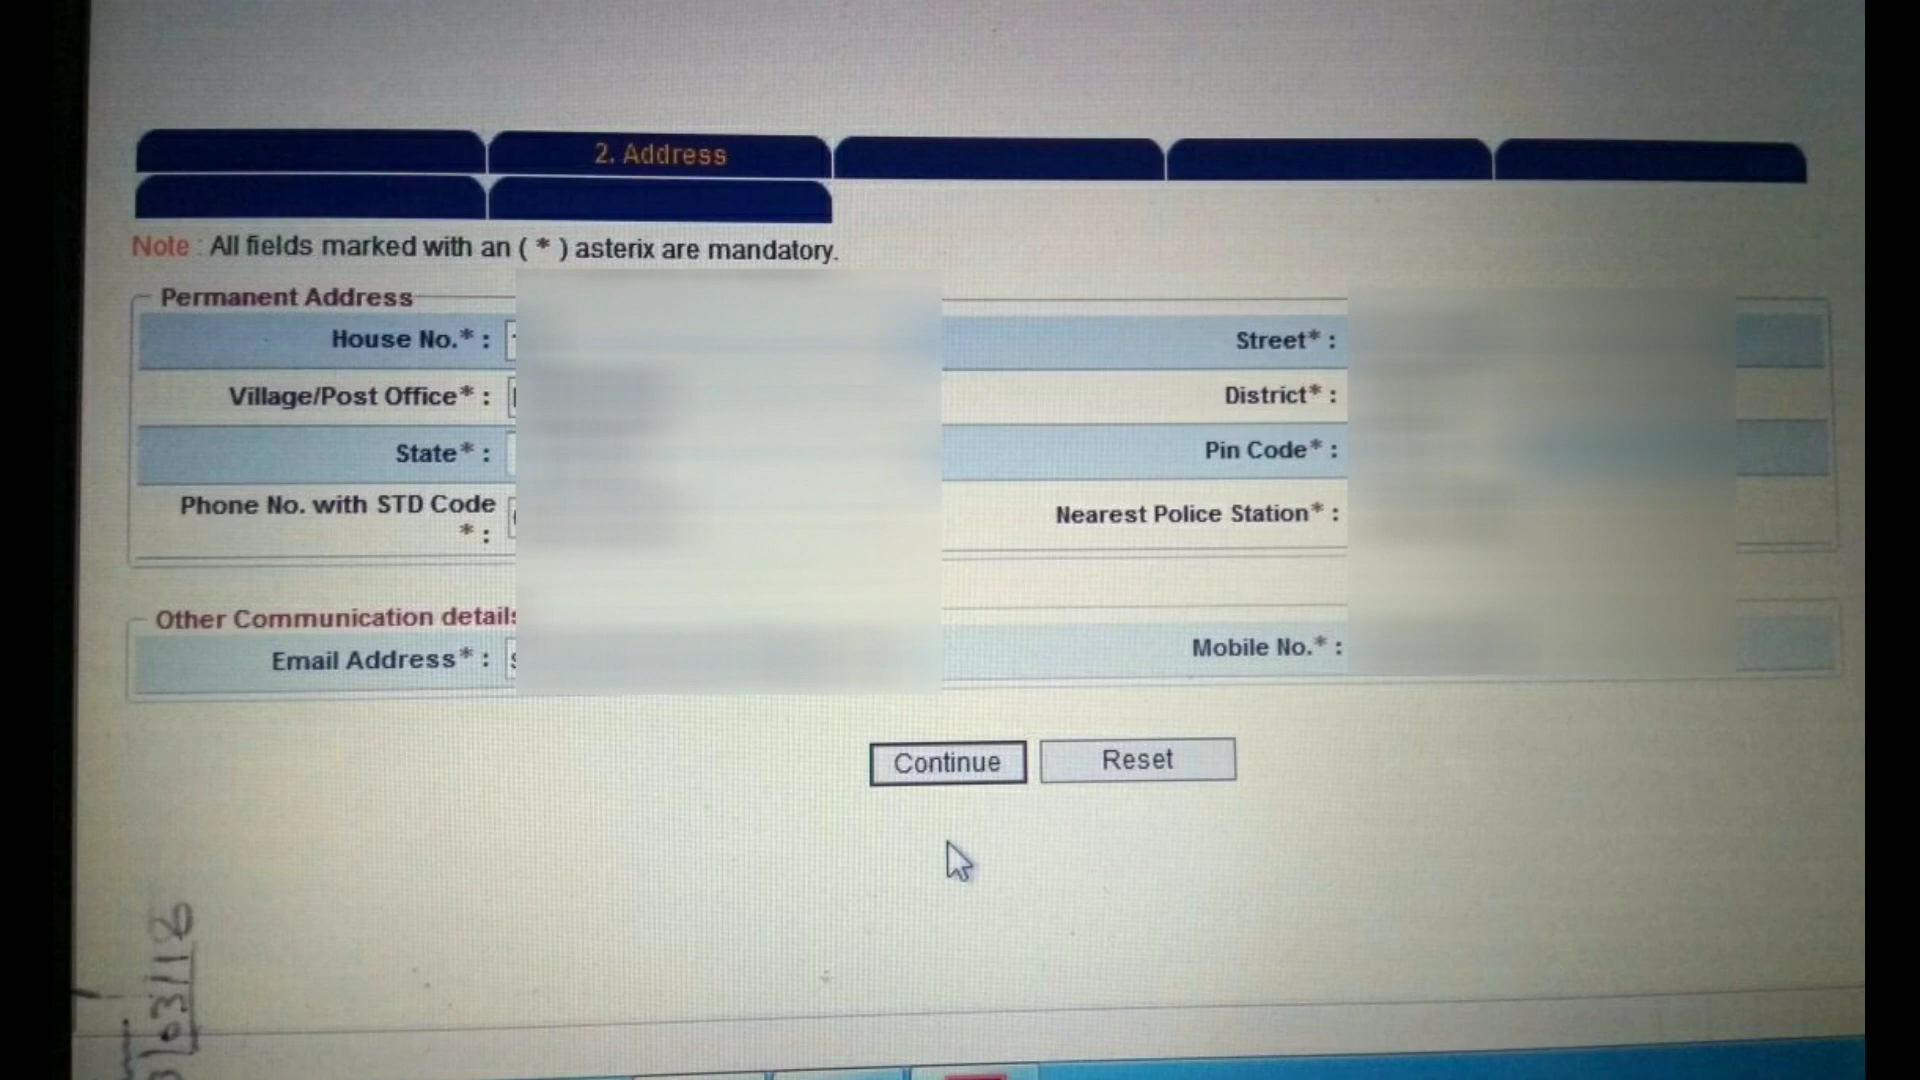 2. Address
Note : All fields marked with an ( * ) asterix are mandatory.
Permanent Address
House No.* :
Street* :
Village/Post Office* :
District* :
State* :
Pin Code* :
Phone No. with STD Code
* :
Nearest Police Station* :
Other Communication details
Email Address* :
Mobile No.* :
Continue
Reset
/03/18